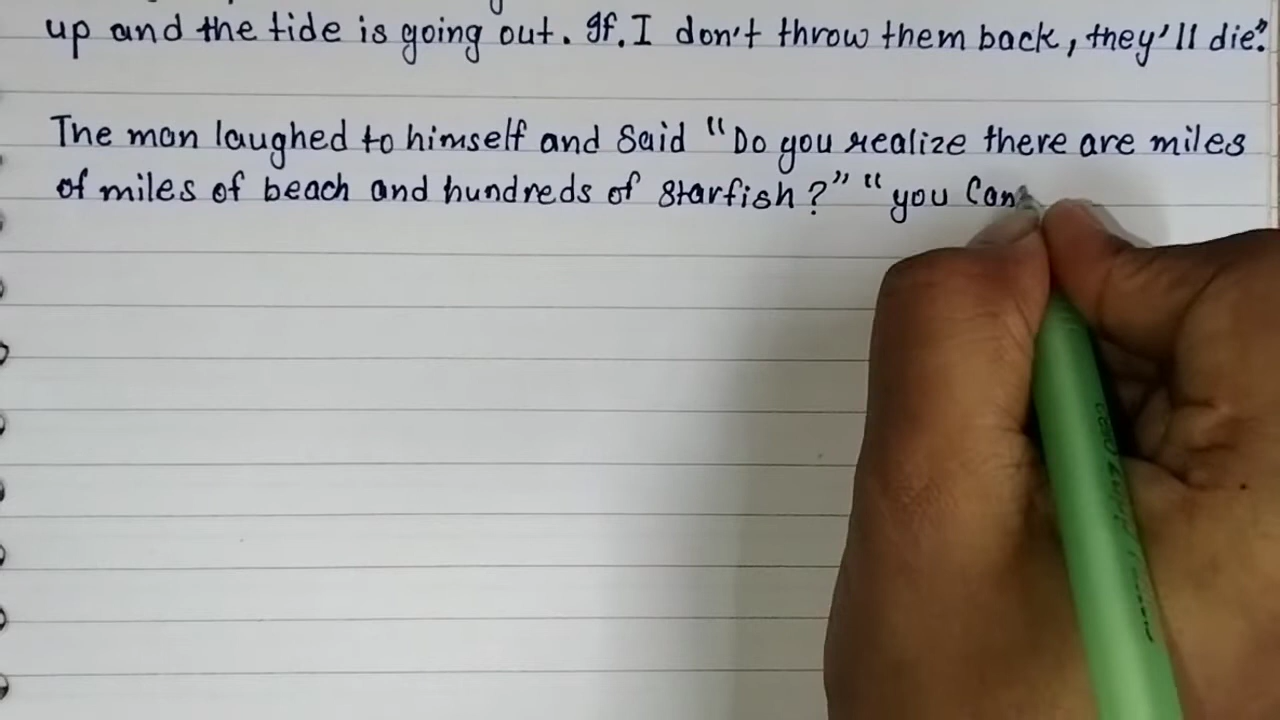 up and the tide is going out. If. I don't throw them back, they'll die."
The man laughed to himself and Said "Do you realize there are miles
of miles of beach and hundreds of Starfish?" "you Can